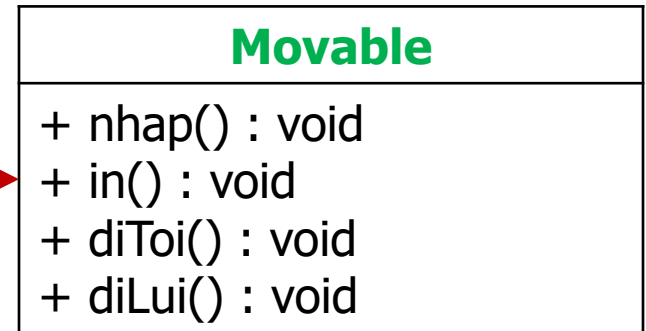 Movable
+ nhap() : void
+ in() : void
+ diToi() : void
+ diLui() : void